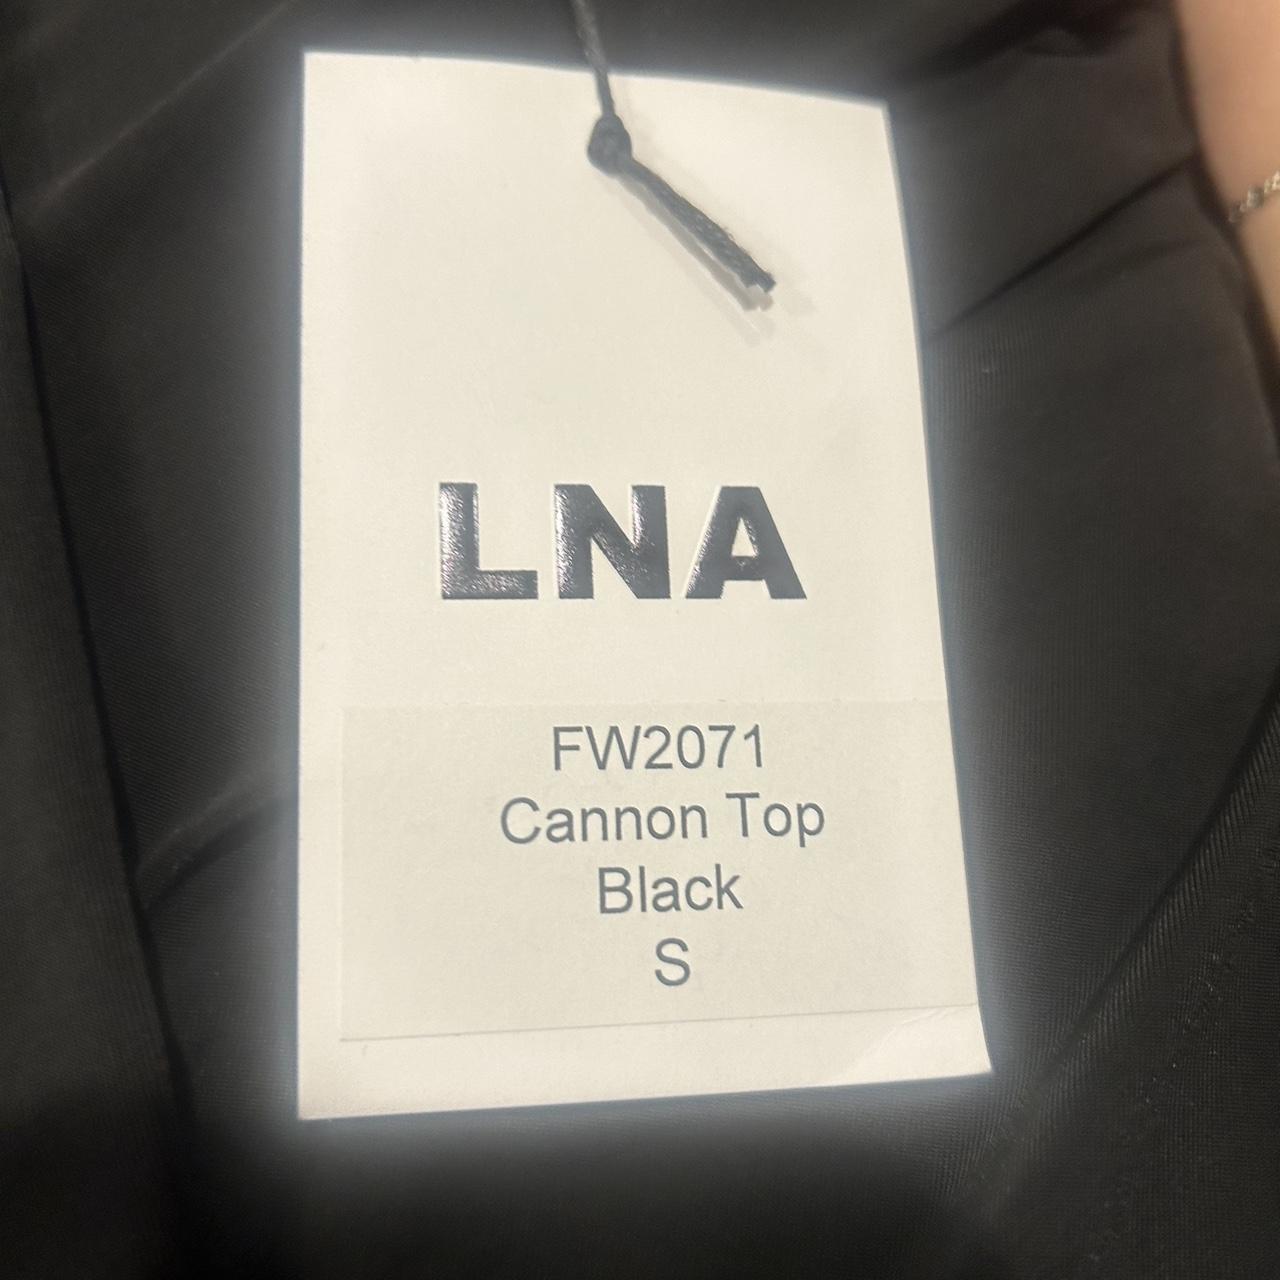 LNA
FW2071
Cannon Top
Black
S